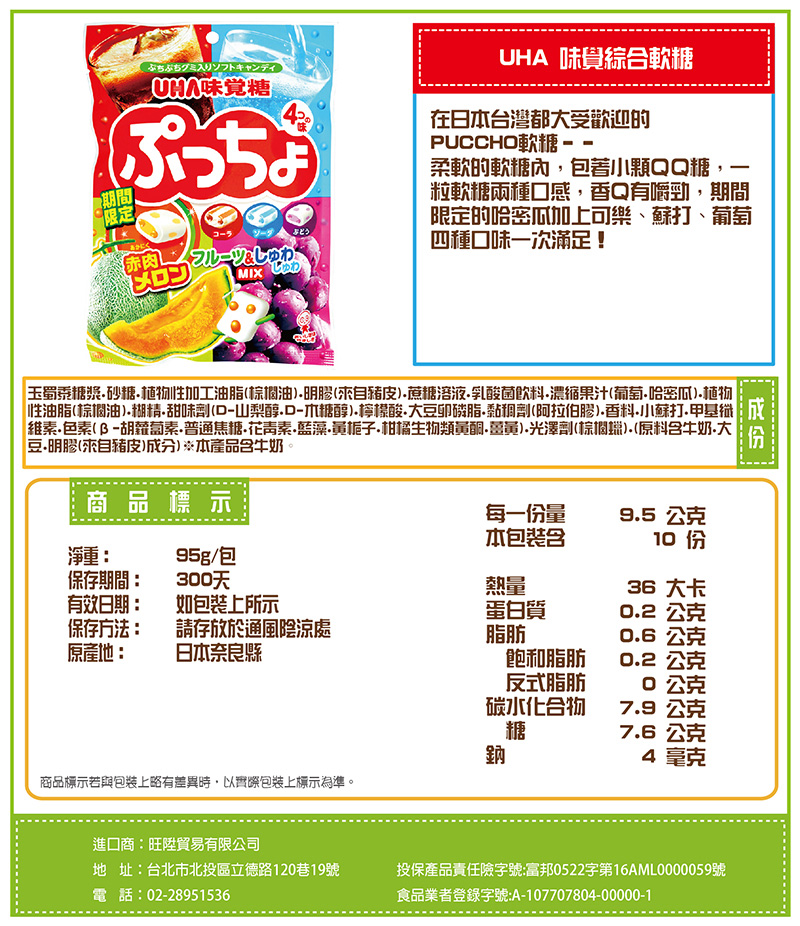 ぷちぷちグミ入りソフトキャンディ
UHA味覚糖
4つの味
ぷっちょ
期間
限定
コーラ
ソーダ
ぶどう
あかにく
赤肉
メロン
フルーツ&しゅわしゅわ
MIX
UHA 味覺綜合軟糖
在日本台灣都大受歡迎的
PUCCHO軟糖--
柔軟的軟糖內，包著小顆QQ糖，一
粒軟糖兩種口感，香Q有嚼勁，期間
限定的哈密瓜加上可樂、蘇打、葡萄
四種口味一次滿足！
玉蜀黍糖漿.砂糖.植物性加工油脂(棕櫚油).明膠(來自豬皮).蔗糖溶液.乳酸菌飲料.濃縮果汁(葡萄.哈密瓜).植物
性油脂(棕櫚油).糊精.甜味劑(D-山梨醇.D-木糖醇).檸檬酸.大豆卵磷脂.黏稠劑(阿拉伯膠).香料.小蘇打.甲基纖
維素.色素(β-胡蘿蔔素.普通焦糖.花青素.藍藻.黃梔子.柑橘生物類黃酮.薑黃).光澤劑(棕櫚蠟).(原料含牛奶.大
豆.明膠(來自豬皮)成分)※本產品含牛奶。
成份
商品標示
淨重： 95g/包
保存期間： 300天
有效日期： 如包裝上所示
保存方法： 請存放於通風陰涼處
原產地： 日本奈良縣
每一份量 9.5 公克
本包裝含 10 份
熱量 36 大卡
蛋白質 0.2 公克
脂肪 0.6 公克
飽和脂肪 0.2 公克
反式脂肪 0 公克
碳水化合物 7.9 公克
糖 7.6 公克
鈉 4 毫克
商品標示若與包裝上略有差異時，以實際包裝上標示為準。
進口商：旺陞貿易有限公司
地 址：台北市北投區立德路120巷19號
電 話：02-28951536
投保產品責任險字號:富邦0522字第16AML0000059號
食品業者登錄字號:A-107707804-00000-1